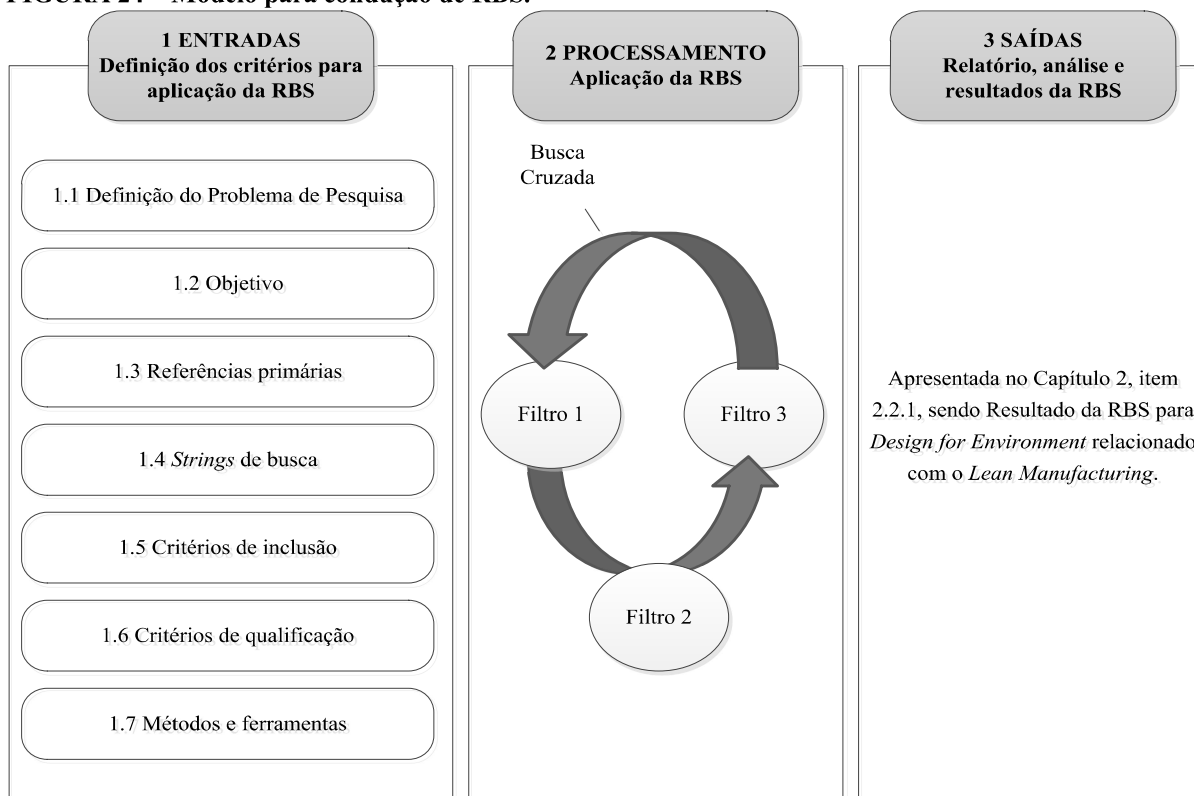 FIGURA 24 – Modelo para condução de RBS.
1 ENTRADAS
Definição dos critérios para
aplicação da RBS
1.1 Definição do Problema de Pesquisa
1.2 Objetivo
1.3 Referências primárias
1.4 Strings de busca
1.5 Critérios de inclusão
1.6 Critérios de qualificação
1.7 Métodos e ferramentas
2 PROCESSAMENTO
Aplicação da RBS
Busca
Cruzada
Filtro 1
Filtro 3
Filtro 2
3 SAÍDAS
Relatório, análise e
resultados da RBS
Apresentada no Capítulo 2, item
2.2.1, sendo Resultado da RBS para
Design for Environment relacionado
com o Lean Manufacturing.